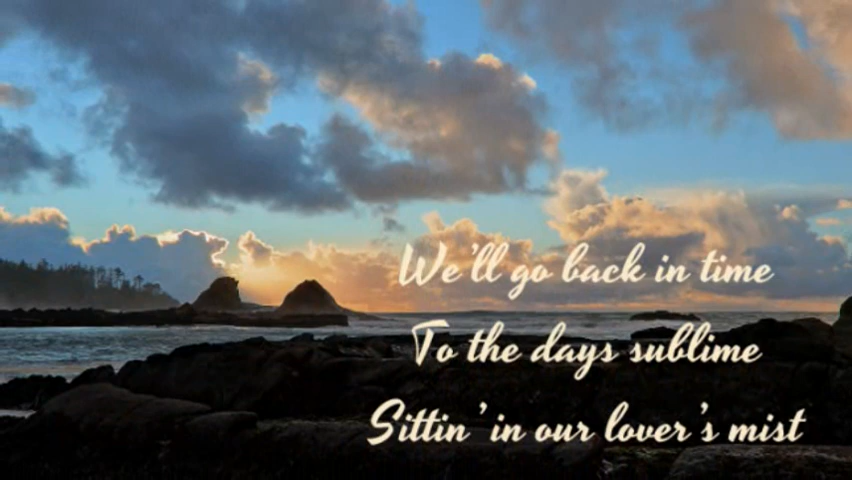 We'll go back in time
To the days sublime
Sittin' in our lover's mist